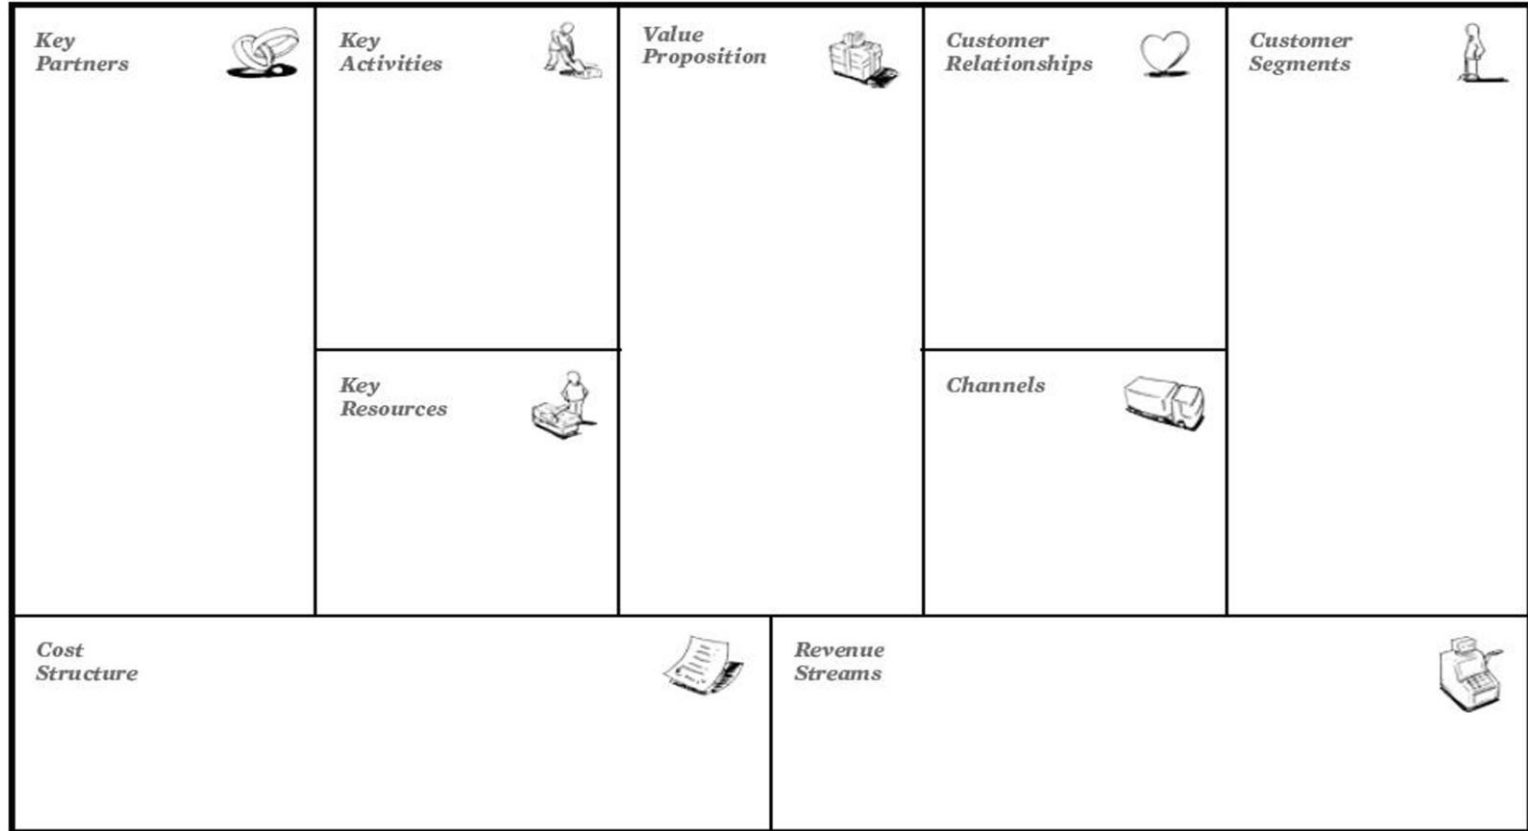 Key
Partners
Key
Activities
Value
Proposition
Customer
Relationships
Customer
Segments
Key
Resources
Channels
Cost
Structure
Revenue
Streams